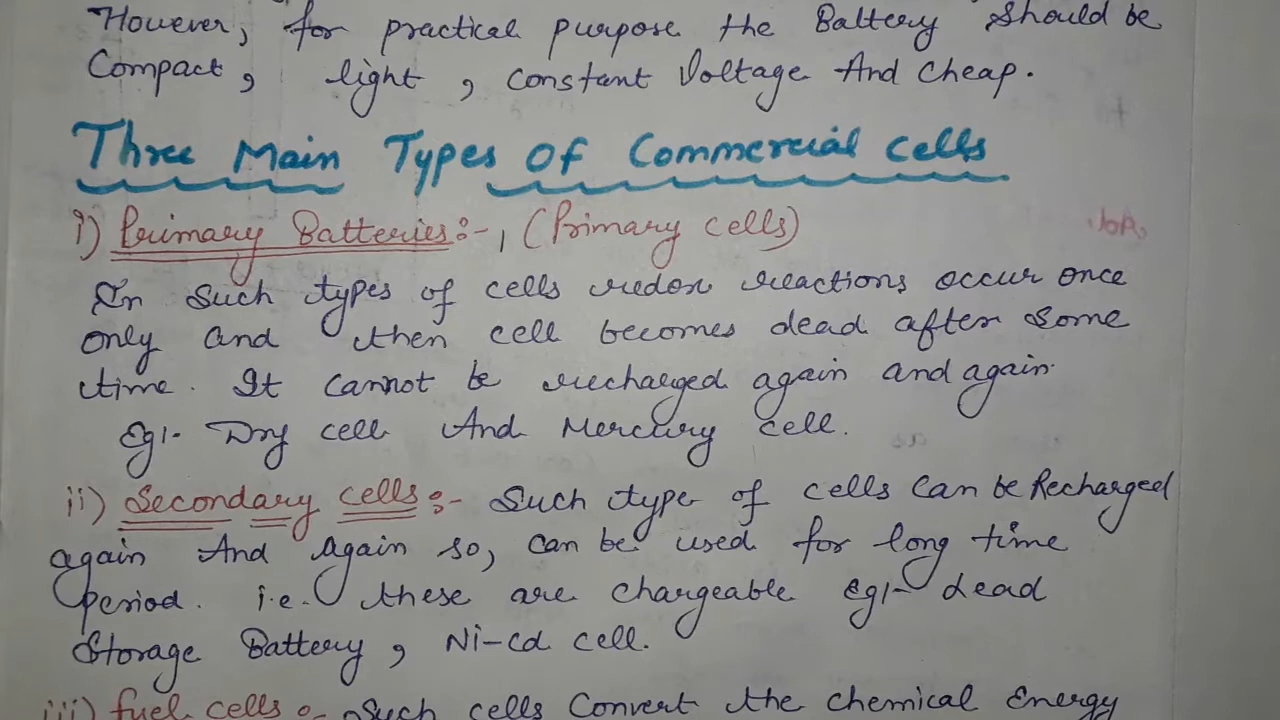 However, for practical purpose the Battery should be
Compact, light, constant Voltage And Cheap.
Three Main Types Of Commercial Cells
i) Primary Batteries:-, (Primary cells)
In Such types of cells redox reactions occur once
only and then cell becomes dead after some
time. It cannot be recharged again and again.
Eg:- Dry cell And Mercury cell.
ii) Secondary cells:- Such type of cells can be Recharged
again And Again so, can be used for long time
period. i.e. these are chargeable Eg:- Lead
Storage Battery, Ni-cd cell.
iii) fuel cells:- Such cells Convert the chemical Energy